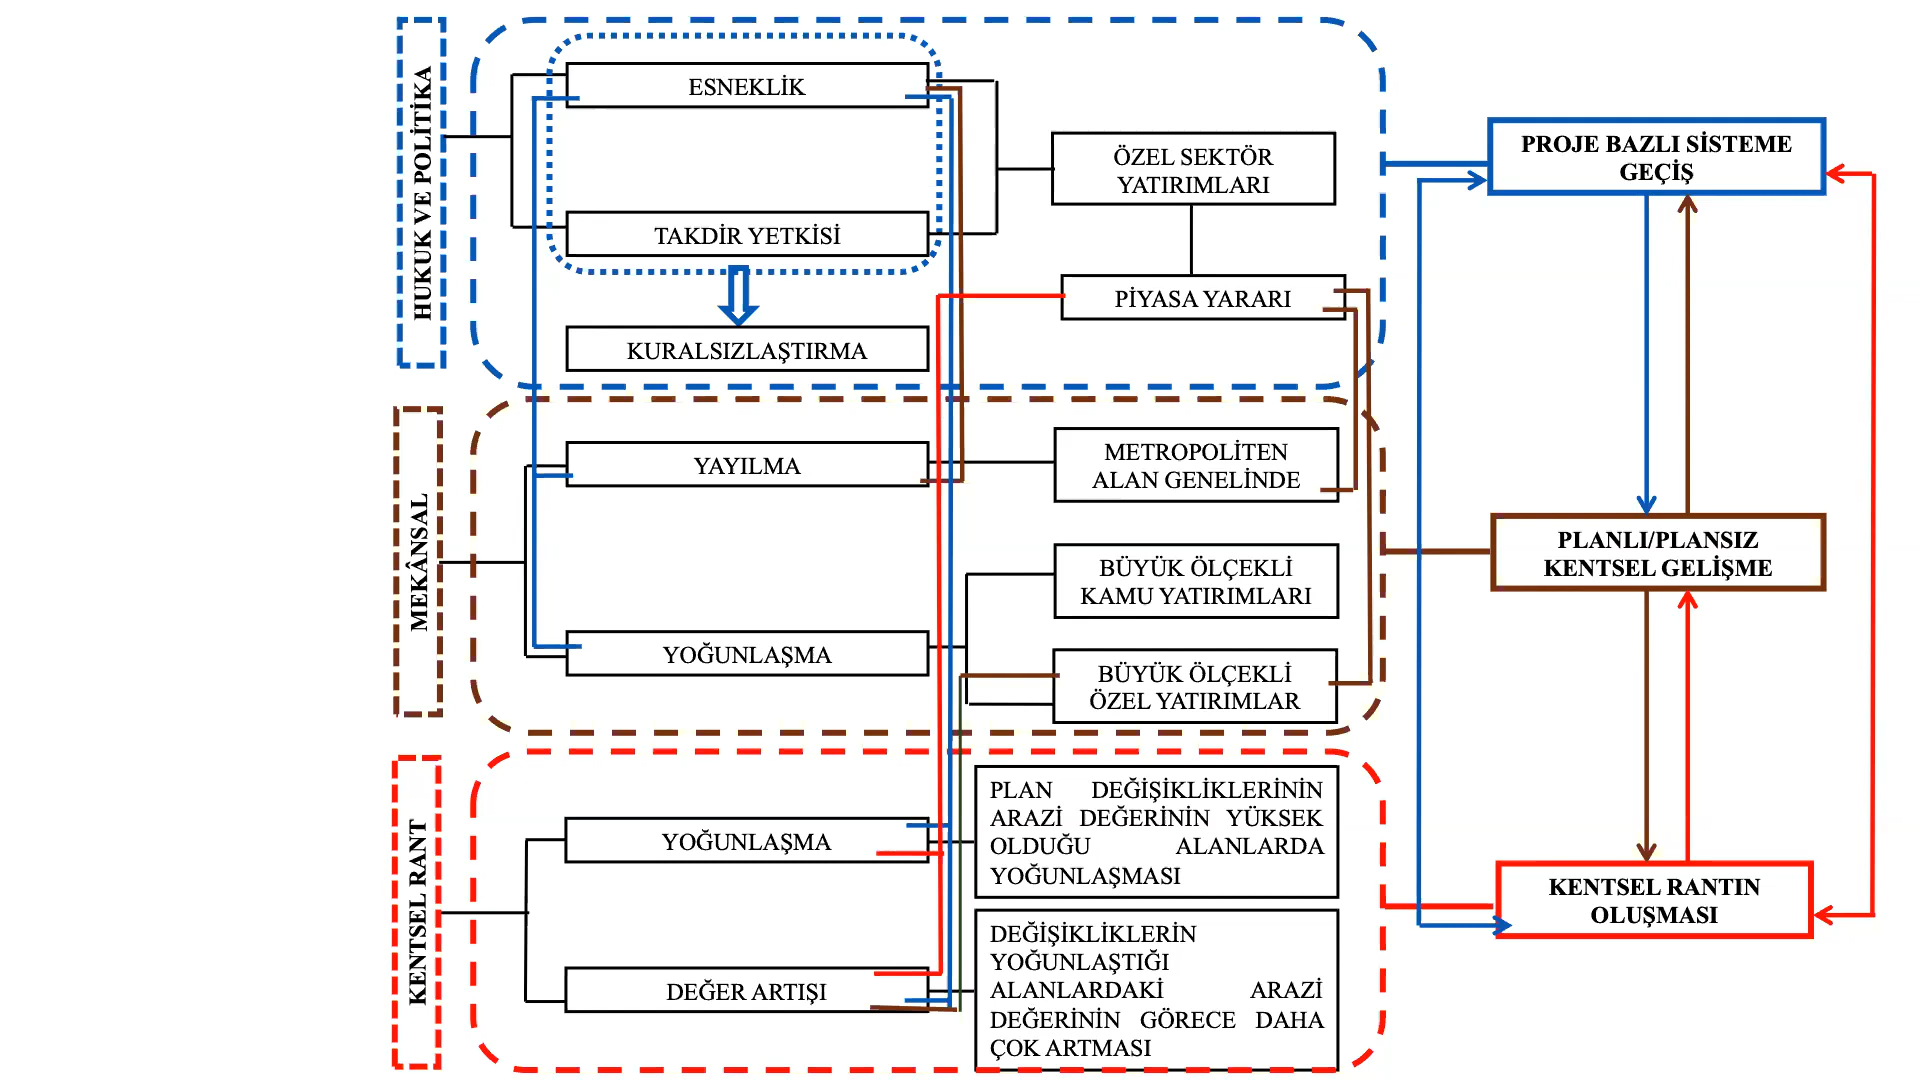 HUKUK VE POLİTİKA
ESNEKLİK
TAKDİR YETKİSİ
KURALSIZLAŞTIRMA
ÖZEL SEKTÖR
YATIRIMLARI
PİYASA YARARI
PROJE BAZLI SİSTEME
GEÇİŞ
MEKÂNSAL
YAYILMA
YOĞUNLAŞMA
METROPOLİTEN
ALAN GENELİNDE
BÜYÜK ÖLÇEKLİ
KAMU YATIRIMLARI
BÜYÜK ÖLÇEKLİ
ÖZEL YATIRIMLAR
PLANLI/PLANSIZ
KENTSEL GELİŞME
KENTSEL RANT
YOĞUNLAŞMA
DEĞER ARTIŞI
PLAN DEĞİŞİKLİKLERİNİN
ARAZİ DEĞERİNİN YÜKSEK
OLDUĞU ALANLARDA
YOĞUNLAŞMASI
DEĞİŞİKLİKLERİN
YOĞUNLAŞTIĞI
ALANLARDAKİ ARAZİ
DEĞERİNİN GÖRECE DAHA
ÇOK ARTMASI
KENTSEL RANTIN
OLUŞMASI